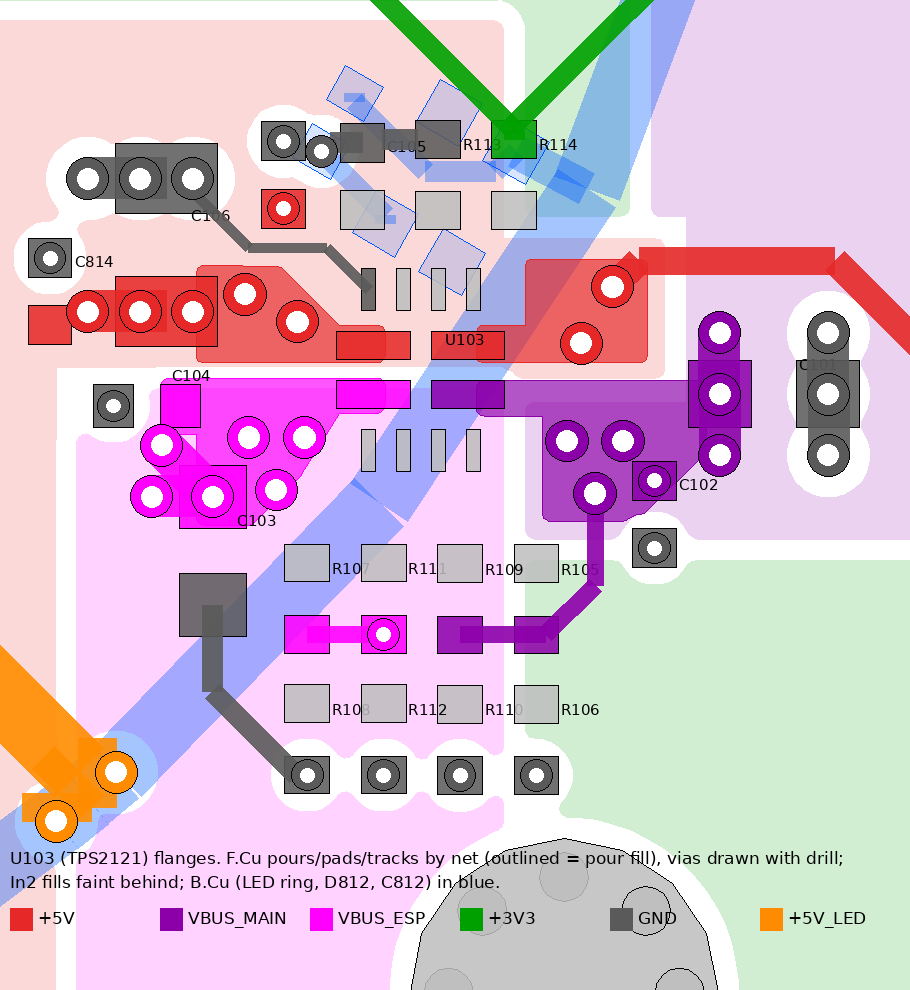 C105
R113
R114
C106
C814
U103
C101
C104
C102
C103
R107
R111
R109
R105
R108
R112
R110
R106
U103 (TPS2121) flanges. F.Cu pours/pads/tracks by net (outlined = pour fill), vias drawn with drill;
In2 fills faint behind; B.Cu (LED ring, D812, C812) in blue.
+5V VBUS_MAIN VBUS_ESP +3V3 GND +5V_LED